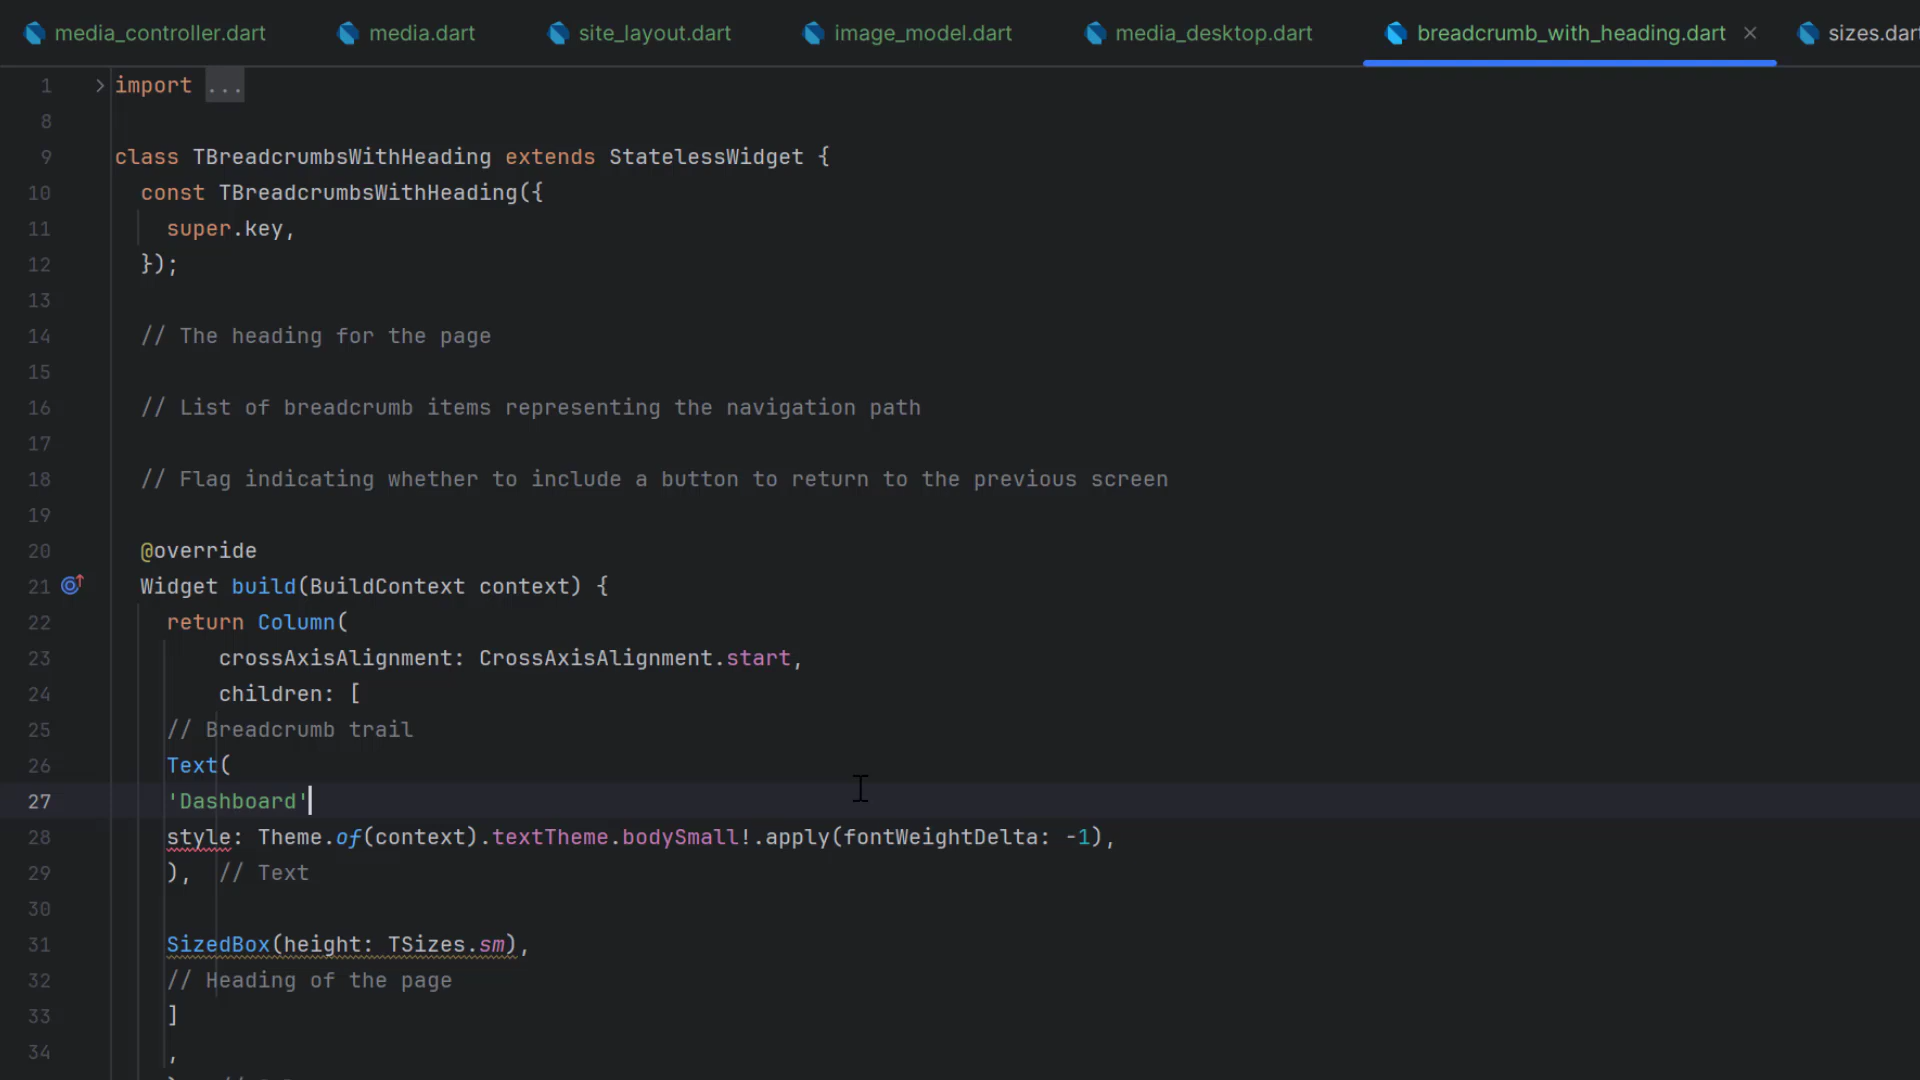 media_controller.dart media.dart site_layout.dart image_model.dart media_desktop.dart breadcrumb_with_heading.dart sizes.dart
1 import ...
8
9 class TBreadcrumbsWithHeading extends StatelessWidget {
10 const TBreadcrumbsWithHeading({
11 super.key,
12 });
13
14 // The heading for the page
15
16 // List of breadcrumb items representing the navigation path
17
18 // Flag indicating whether to include a button to return to the previous screen
19
20 @override
21 Widget build(BuildContext context) {
22 return Column(
23 crossAxisAlignment: CrossAxisAlignment.start,
24 children: [
25 // Breadcrumb trail
26 Text(
27 'Dashboard'
28 style: Theme.of(context).textTheme.bodySmall!.apply(fontWeightDelta: -1),
29 ), // Text
30
31 SizedBox(height: TSizes.sm),
32 // Heading of the page
33 ]
34 ,